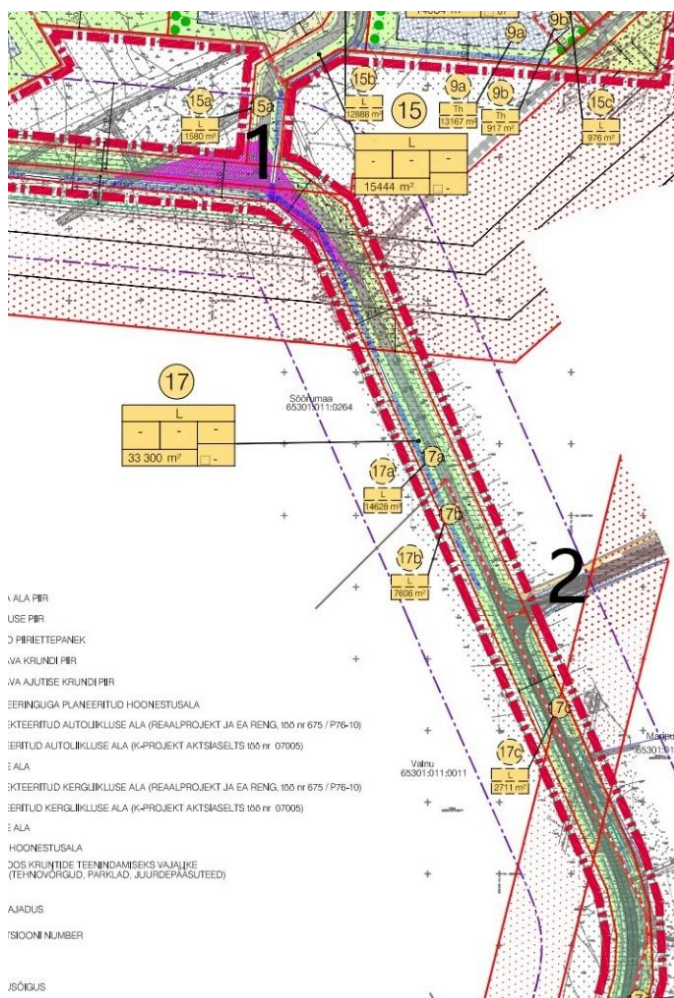 9a
9b
15a
L
1580 m²
15a
15b
L
12888 m²
15
L
- - -
15444 m² -
9a
Th
13167 m²
9b
Th
917 m²
15c
L
976 m²
1
17
L
- - -
33 300 m² -
Söörumaa
65301:011:0264
7a
17a
L
14628 m²
7b
17b
L
7606 m²
2
17c
17c
L
2711 m²
Valnu
65301:011:0011
A ALA PIIR
USE PIIR
D PIIRIETTEPANEK
AVA KRUNDI PIIR
AVA AJUTISE KRUNDI PIIR
EERINGUGA PLANEERITUD HOONESTUSALA
EKTEERITUD AUTOLIIKLUSE ALA (REAALPROJEKT JA EA RENG, töö nr 675 / P76-10)
EERITUD AUTOLIIKLUSE ALA (K-PROJEKT AKTSIASELTS töö nr 07005)
E ALA
EKTEERITUD KERGLIIKLUSE ALA (REAALPROJEKT JA EA RENG, töö nr 675 / P76-10)
EERITUD KERGLIIKLUSE ALA (K-PROJEKT AKTSIASELTS töö nr 07005)
E ALA
HOONESTUSALA
OOS KRUNTIDE TEENINDAMISEKS VAJALIKE
(TEHNOVÕRGUD, PARKLAD, JUURDEPÄÄSUTEED)
AJADUS
TSIOONI NUMBER
USÕIGUS